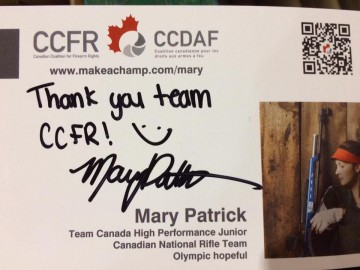 CCFR
Canadian Coalition for Firearm Rights
CCDAF
Coalition canadienne pour les
droits aux armes à feu
www.makeachamp.com/mary
Thank you team
CCFR!
Mary
Mary Patrick
Team Canada High Performance Junior
Canadian National Rifle Team
Olympic hopeful